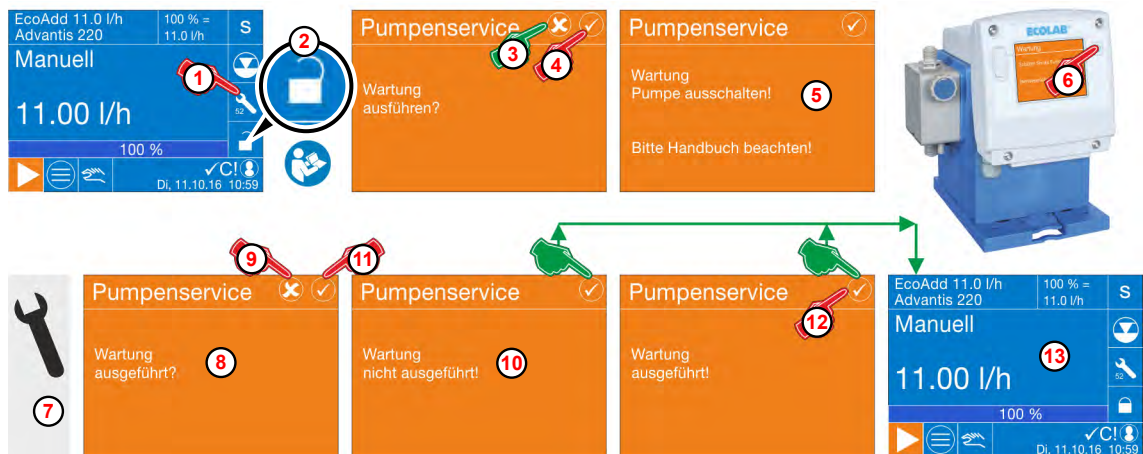 EcoAdd 11.0 l/h
Advantis 220
100 % =
11.0 l/h
S
Manuell
1
52
11.00 l/h
100 %
✓C!
Di, 11.10.16 10:59
2
Pumpenservice
3
4
Wartung
ausführen?
Pumpenservice
Wartung
Pumpe ausschalten!
5
Bitte Handbuch beachten!
ECOLAB
Wartung
6
7
9
11
Pumpenservice
Wartung
ausgeführt?
8
Pumpenservice
Wartung
nicht ausgeführt!
10
Pumpenservice
12
Wartung
ausgeführt!
EcoAdd 11.0 l/h
Advantis 220
100 % =
11.0 l/h
S
Manuell
13
52
11.00 l/h
100 %
✓C!
Di, 11.10.16 10:59